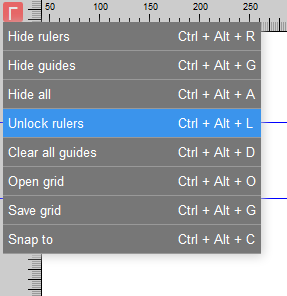 50 100 150 200 250
Hide rulers Ctrl + Alt + R
Hide guides Ctrl + Alt + G
Hide all Ctrl + Alt + A
Unlock rulers Ctrl + Alt + L
Clear all guides Ctrl + Alt + D
Open grid Ctrl + Alt + O
Save grid Ctrl + Alt + G
Snap to Ctrl + Alt + C